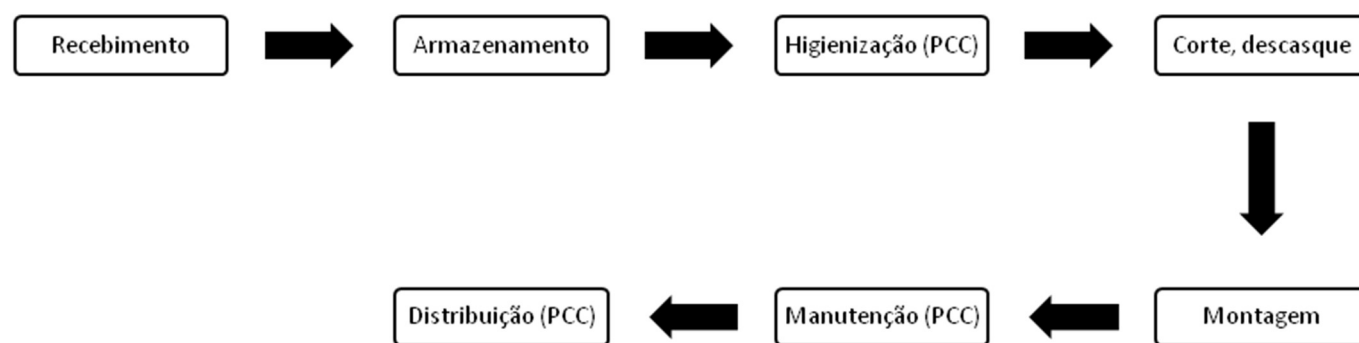 Recebimento
Armazenamento
Higienização (PCC)
Corte, descasque
Montagem
Manutenção (PCC)
Distribuição (PCC)